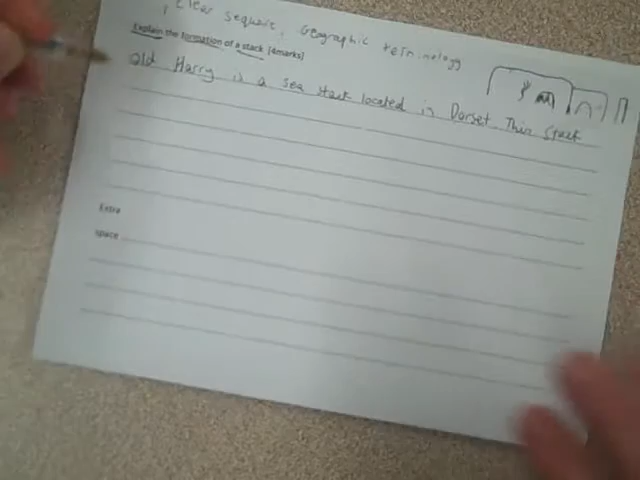 , Clear sequence, Geographic terminology
Explain the formation of a stack [4marks]
Old Harry is a sea stack located in Dorset. This stack
Extra
space